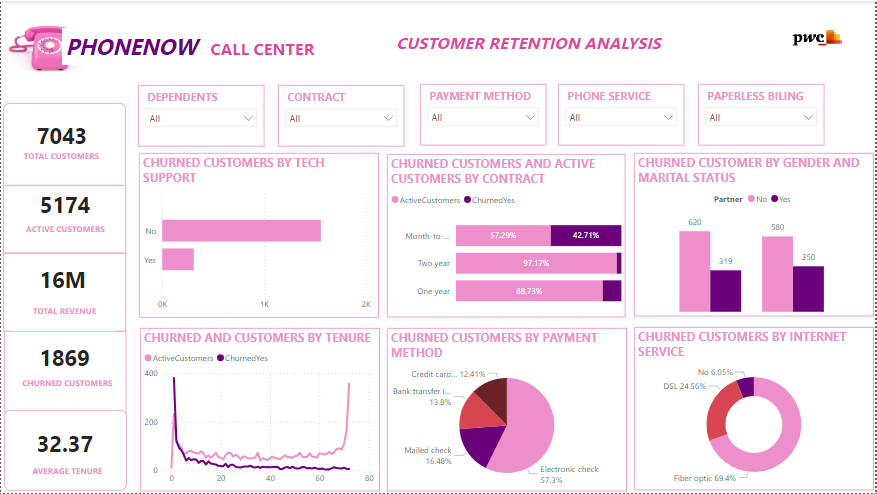 PHONENOW CALL CENTER
CUSTOMER RETENTION ANALYSIS
pwc
DEPENDENTS
All
CONTRACT
All
PAYMENT METHOD
All
PHONE SERVICE
All
PAPERLESS BILING
All
7043
TOTAL CUSTOMERS
5174
ACTIVE CUSTOMERS
16M
TOTAL REVENUE
1869
CHURNED CUSTOMERS
32.37
AVERAGE TENURE
CHURNED CUSTOMERS BY TECH
SUPPORT
No
Yes
0K
1K
2K
CHURNED CUSTOMERS AND ACTIVE
CUSTOMERS BY CONTRACT
ActiveCustomers ChurnedYes
Month-to-...
57.29%
42.71%
Two year
97.17%
One year
88.73%
CHURNED CUSTOMER BY GENDER AND
MARITAL STATUS
Partner No Yes
620
319
580
350
CHURNED AND CUSTOMERS BY TENURE
ActiveCustomers ChurnedYes
400
200
0
0
20
40
60
80
CHURNED CUSTOMERS BY PAYMENT
METHOD
Credit card... 12.41%
Bank transfer (...
13.8%
Mailed check
16.48%
Electronic check
57.3%
CHURNED CUSTOMERS BY INTERNET
SERVICE
No 6.05%
DSL 24.56%
Fiber optic 69.4%